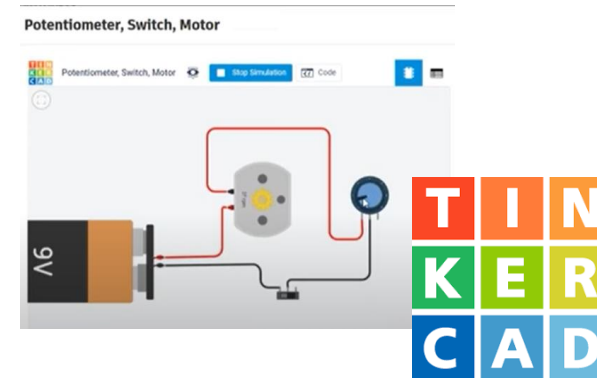 Potentiometer, Switch, Motor
TIN
KER
CAD
Potentiometer, Switch, Motor
Stop Simulation
Code
9V
TIN
KER
CAD